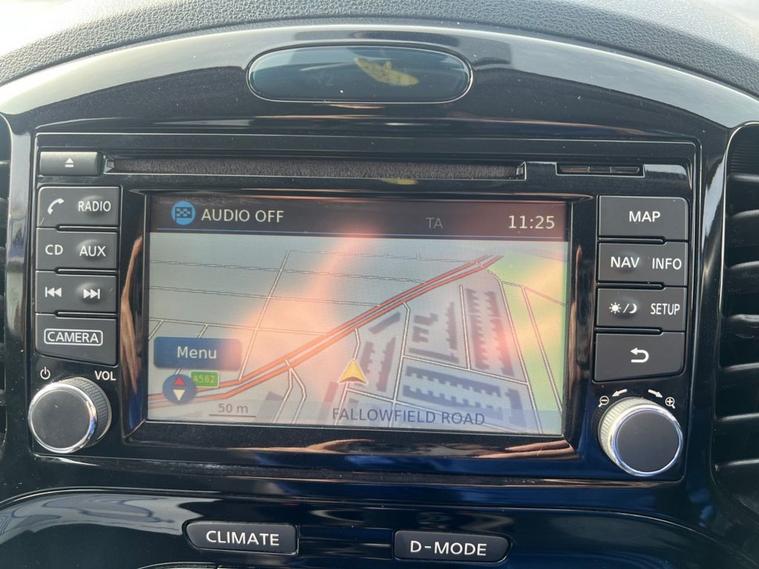 AUDIO OFF TA 11:25
RADIO
CD AUX
CAMERA
VOL
MAP
NAV INFO
SETUP
Menu
A562
50 m
FALLOWFIELD ROAD
CLIMATE
D-MODE